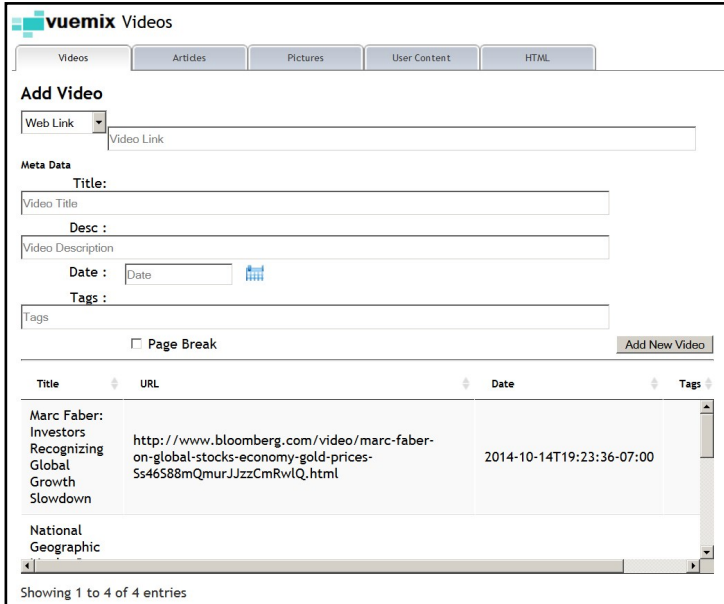 vuemix Videos
Videos Articles Pictures User Content HTML
Add Video
Web Link Video Link
Meta Data
Title:
Video Title
Desc :
Video Description
Date : Date
Tags :
Tags
Page Break Add New Video
Title URL Date Tags
Marc Faber:
Investors
Recognizing
Global
Growth
Slowdown
http://www.bloomberg.com/video/marc-faber-
on-global-stocks-economy-gold-prices-
Ss46S88mQmurJJzzCmRwlQ.html
2014-10-14T19:23:36-07:00
National
Geographic
Showing 1 to 4 of 4 entries